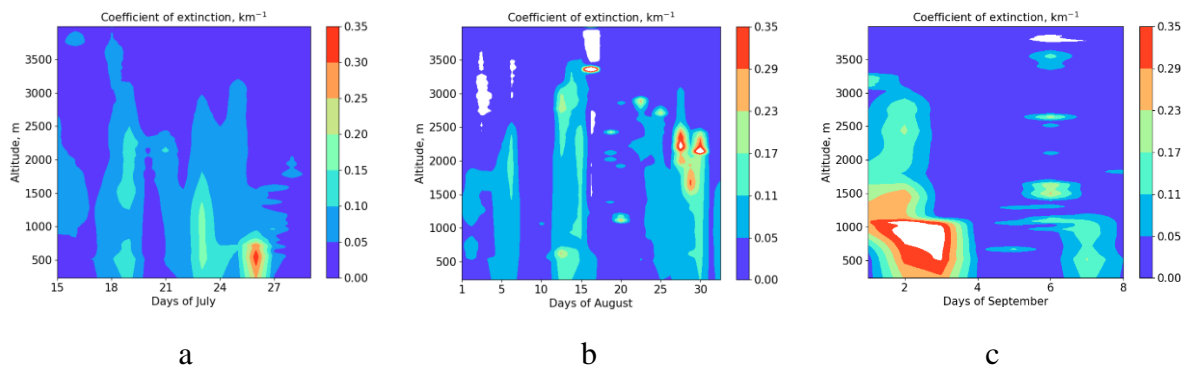 Coefficient of extinction, km⁻¹
3500
3000
2500
2000
1500
1000
500
Altitude, m
15 18 21 24 27
Days of July
0.35
0.30
0.25
0.20
0.15
0.10
0.05
0.00
a
Coefficient of extinction, km⁻¹
3500
3000
2500
2000
1500
1000
500
Altitude, m
1 5 10 15 20 25 30
Days of August
0.35
0.29
0.23
0.17
0.11
0.05
0.00
b
Coefficient of extinction, km⁻¹
3500
3000
2500
2000
1500
1000
500
Altitude, m
2 4 6 8
Days of September
0.35
0.29
0.23
0.17
0.11
0.05
0.00
c